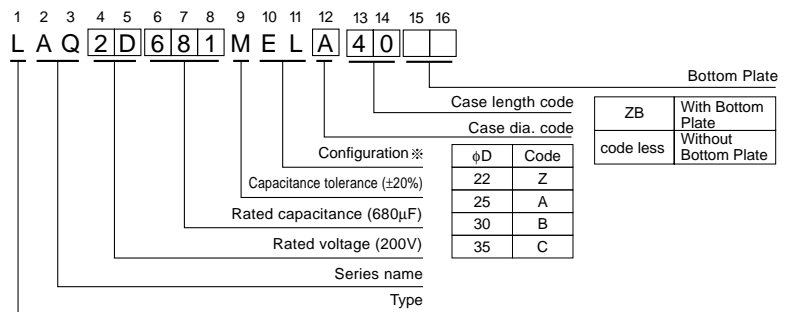 1 2 3 4 5 6 7 8 9 10 11 12 13 14 15 16
L A Q 2 D 6 8 1 M E L A 4 0
Bottom Plate
Case length code
Case dia. code
Configuration ※
Capacitance tolerance (±20%)
Rated capacitance (680µF)
Rated voltage (200V)
Series name
Type
ZB With Bottom Plate
code less Without Bottom Plate
ϕD Code
22 Z
25 A
30 B
35 C